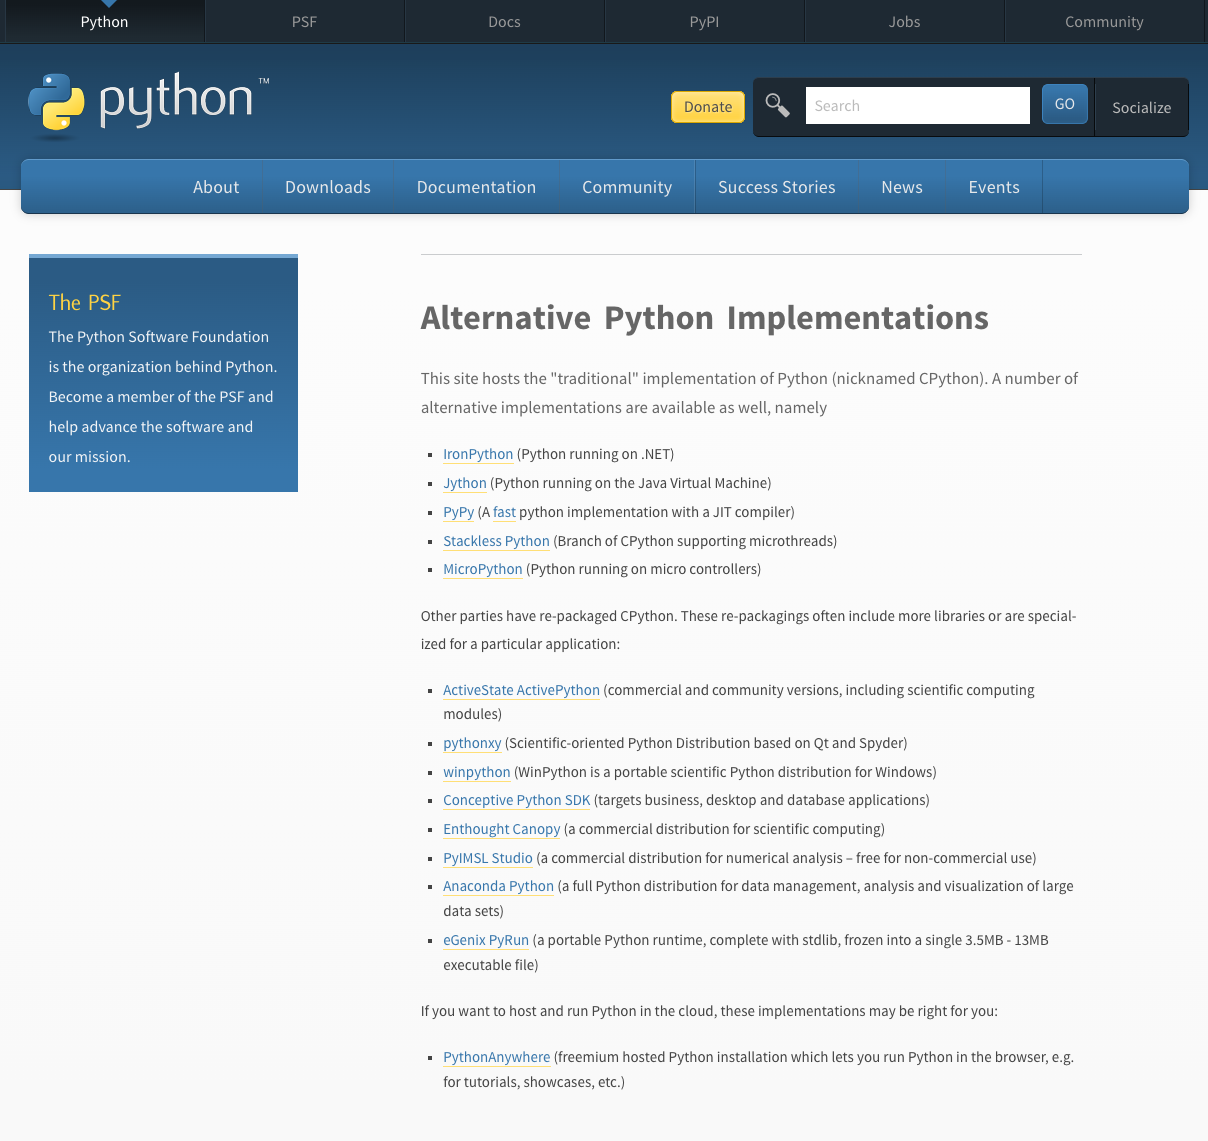 Python
PSF
Docs
PyPI
Jobs
Community
python™
Donate
Search
GO
Socialize
About
Downloads
Documentation
Community
Success Stories
News
Events
The PSF
The Python Software Foundation
is the organization behind Python.
Become a member of the PSF and
help advance the software and
our mission.
Alternative Python Implementations
This site hosts the "traditional" implementation of Python (nicknamed CPython). A number of
alternative implementations are available as well, namely
IronPython (Python running on .NET)
Jython (Python running on the Java Virtual Machine)
PyPy (A fast python implementation with a JIT compiler)
Stackless Python (Branch of CPython supporting microthreads)
MicroPython (Python running on micro controllers)
Other parties have re-packaged CPython. These re-packagings often include more libraries or are special-
ized for a particular application:
ActiveState ActivePython (commercial and community versions, including scientific computing
modules)
pythonxy (Scientific-oriented Python Distribution based on Qt and Spyder)
winpython (WinPython is a portable scientific Python distribution for Windows)
Conceptive Python SDK (targets business, desktop and database applications)
Enthought Canopy (a commercial distribution for scientific computing)
PyIMSL Studio (a commercial distribution for numerical analysis – free for non-commercial use)
Anaconda Python (a full Python distribution for data management, analysis and visualization of large
data sets)
eGenix PyRun (a portable Python runtime, complete with stdlib, frozen into a single 3.5MB - 13MB
executable file)
If you want to host and run Python in the cloud, these implementations may be right for you:
PythonAnywhere (freemium hosted Python installation which lets you run Python in the browser, e.g.
for tutorials, showcases, etc.)